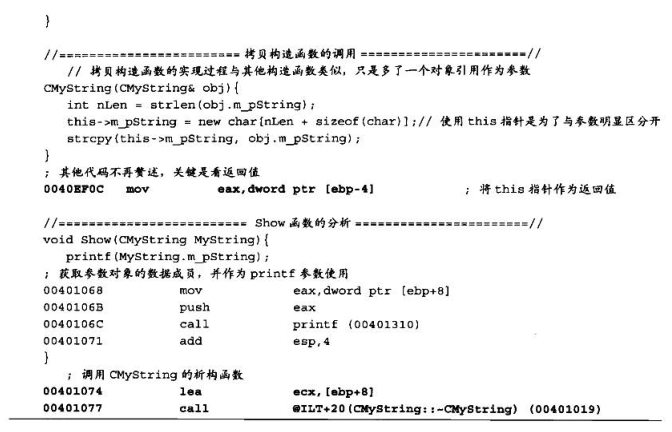 }
//======================= 拷贝构造函数的调用 =====================//
// 拷贝构造函数的实现过程与其他构造函数类似，只是多了一个对象引用作为参数
CMyString(CMyString& obj){
int nLen = strlen(obj.m_pString);
this->m_pString = new char[nLen + sizeof(char)];// 使用 this 指针是为了与参数明显区分开
strcpy(this->m_pString, obj.m_pString);
}
; 其他代码不再赘述，关键是看返回值
0040EF0C mov eax,dword ptr [ebp-4] ; 将 this 指针作为返回值
//======================== Show 函数的分析 ======================//
void Show(CMyString MyString){
printf(MyString.m_pString);
; 获取参数对象的数据成员，并作为 printf 参数使用
00401068 mov eax,dword ptr [ebp+8]
0040106B push eax
0040106C call printf (00401310)
00401071 add esp,4
}
; 调用 CMyString 的析构函数
00401074 lea ecx,[ebp+8]
00401077 call @ILT+20(CMyString::~CMyString) (00401019)